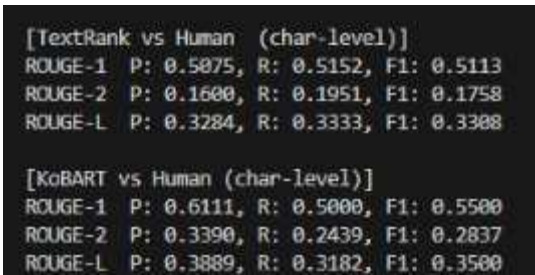 [TextRank vs Human  (char-level)]
ROUGE-1  P: 0.5075, R: 0.5152, F1: 0.5113
ROUGE-2  P: 0.1600, R: 0.1951, F1: 0.1758
ROUGE-L  P: 0.3284, R: 0.3333, F1: 0.3308
[KoBART vs Human (char-level)]
ROUGE-1  P: 0.6111, R: 0.5000, F1: 0.5500
ROUGE-2  P: 0.3390, R: 0.2439, F1: 0.2837
ROUGE-L  P: 0.3889, R: 0.3182, F1: 0.3500